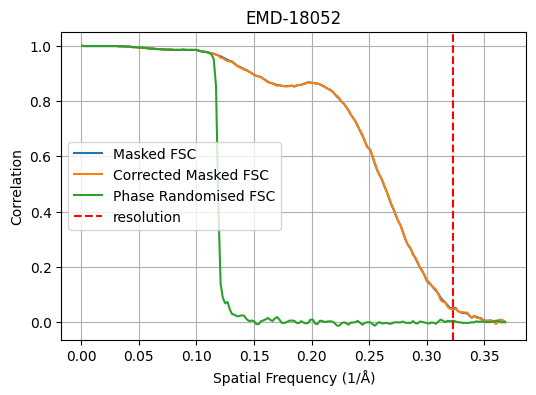 EMD-18052
1.0
0.8
0.6
0.4
0.2
0.0
Correlation
Masked FSC
Corrected Masked FSC
Phase Randomised FSC
resolution
0.00 0.05 0.10 0.15 0.20 0.25 0.30 0.35
Spatial Frequency (1/Å)